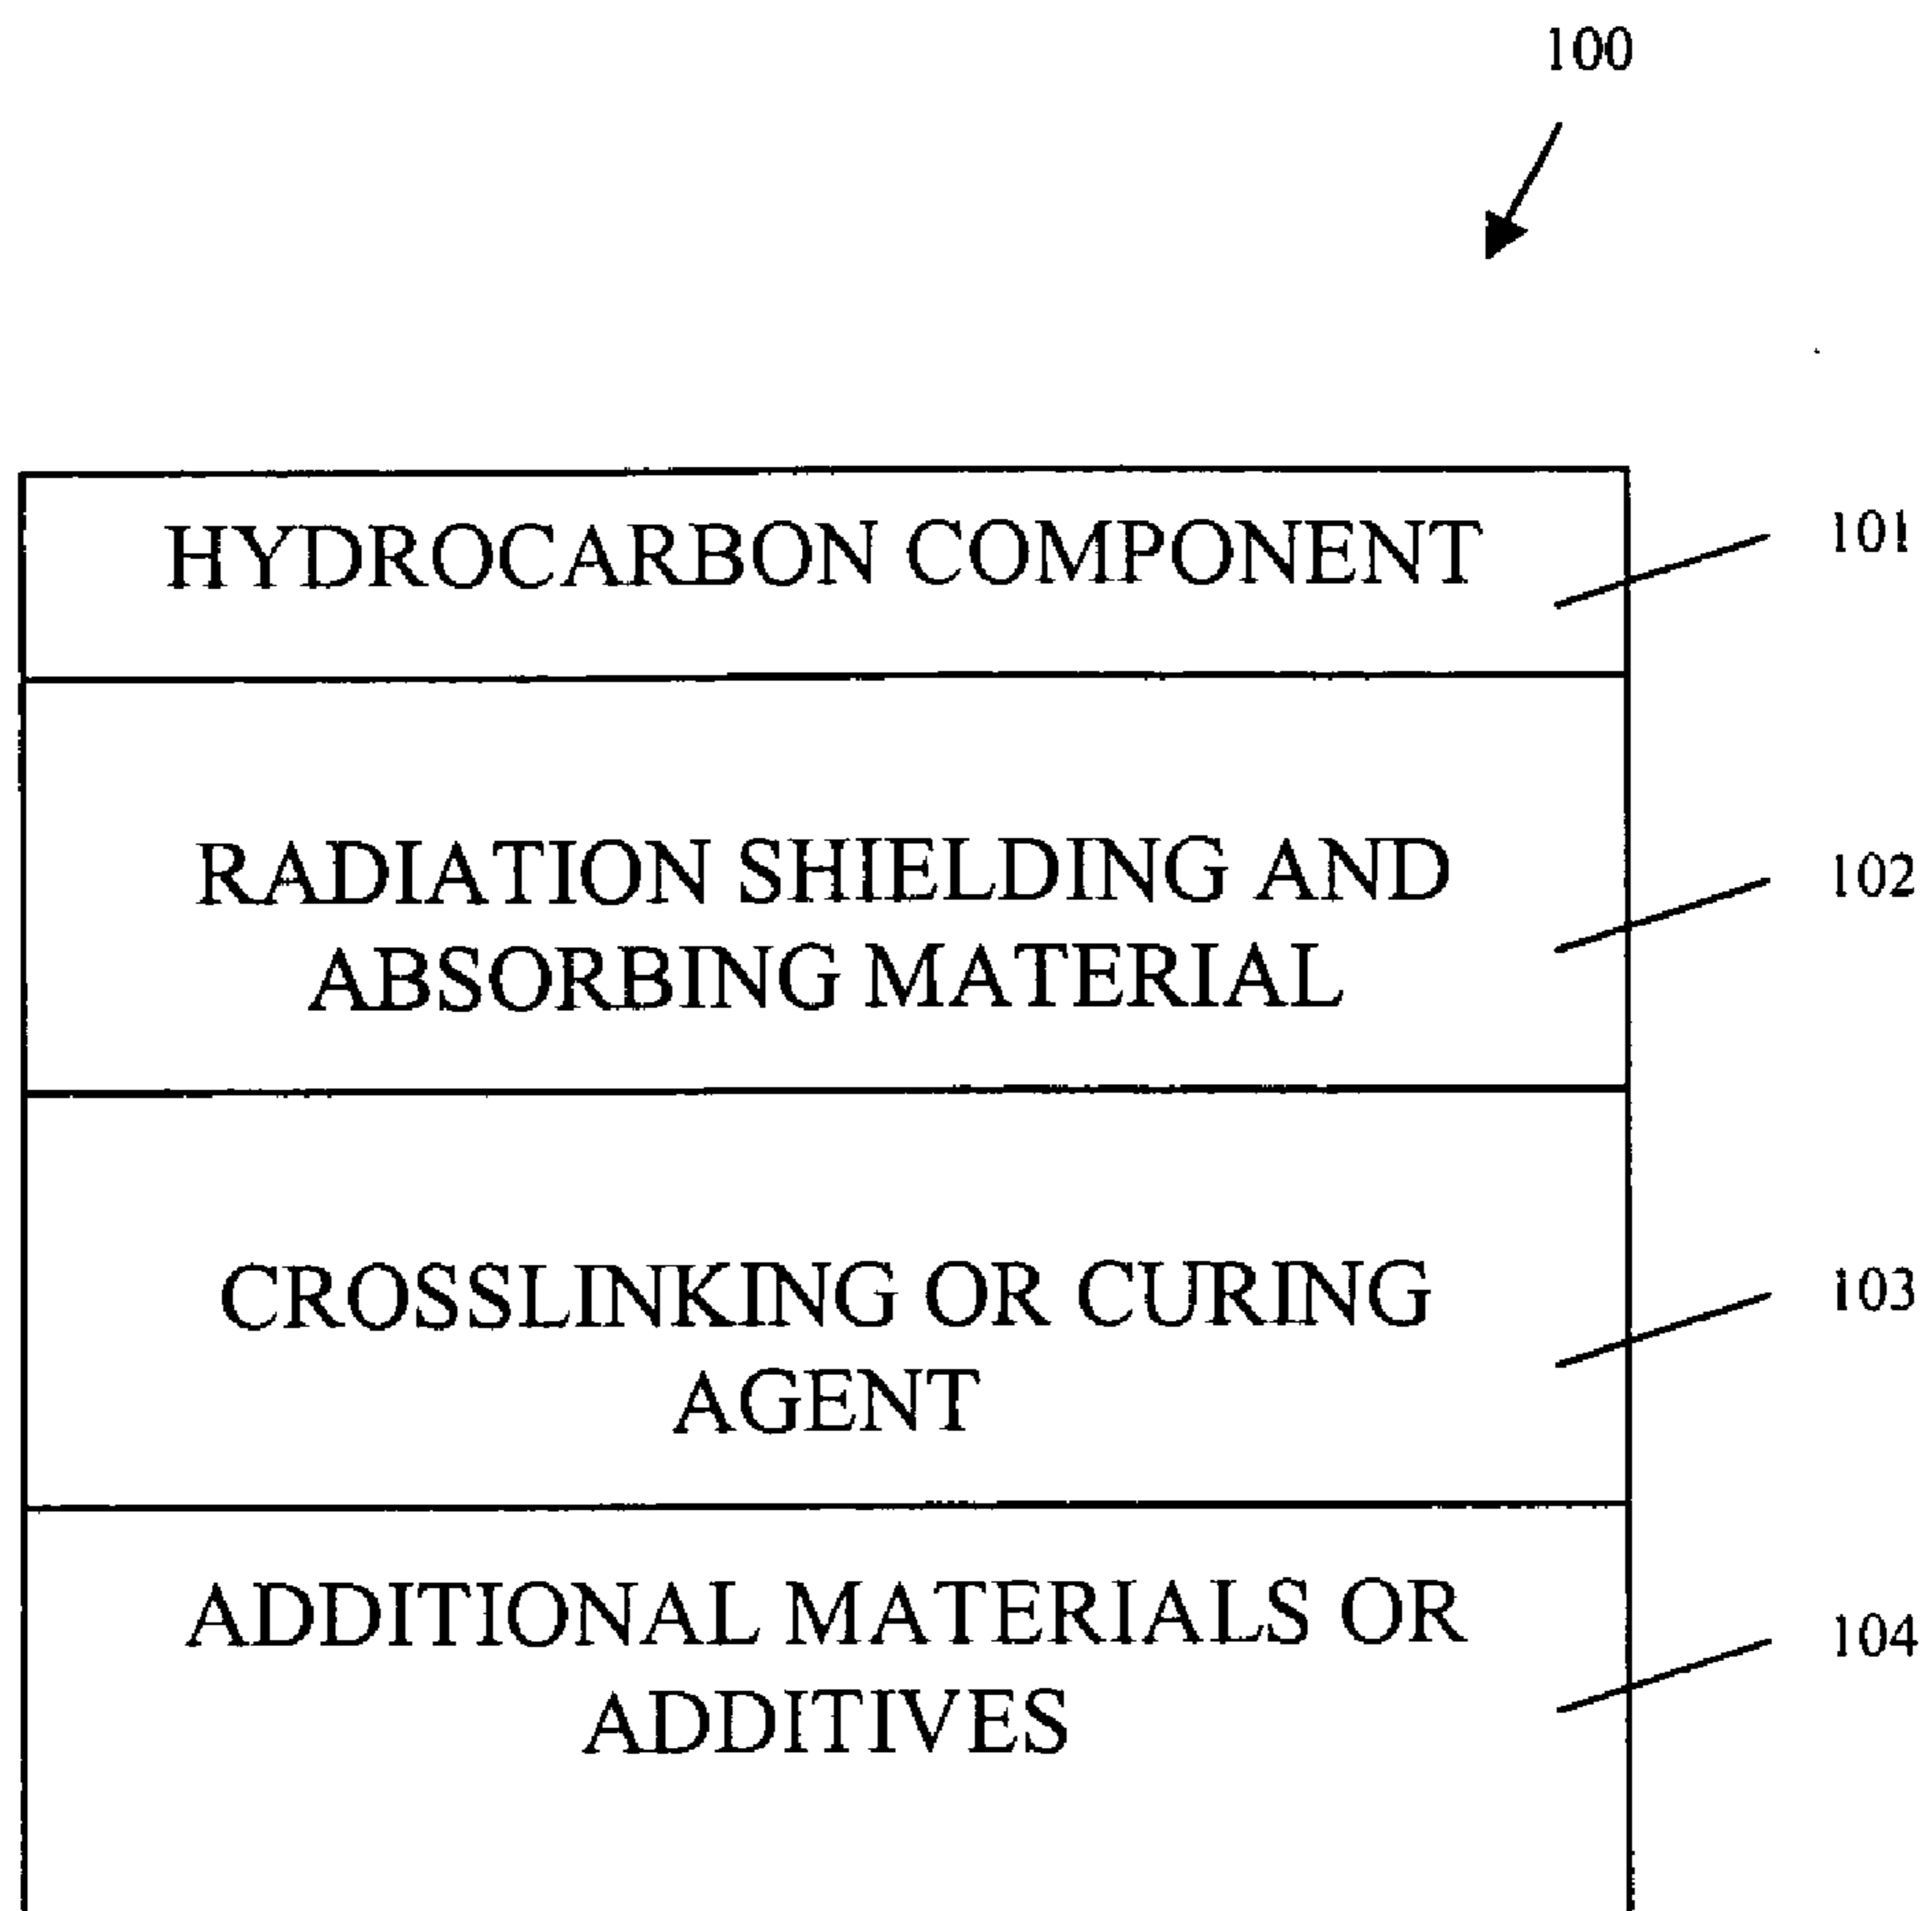 100
HYDROCARBON COMPONENT
101
RADIATION SHIELDING AND
ABSORBING MATERIAL
102
CROSSLINKING OR CURING
AGENT
103
ADDITIONAL MATERIALS OR
ADDITIVES
104